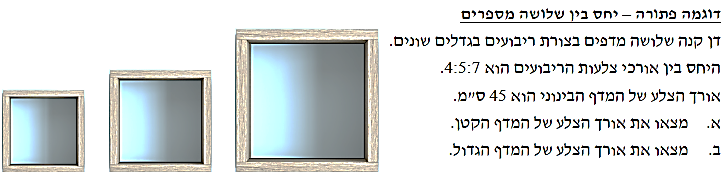 דוגמה פתורה – יחס בין שלושה מספרים
דן קנה שלושה מדפים בצורת ריבועים בגדלים שונים.
היחס בין אורכי צלעות הריבועים הוא 4:5:7.
אורך הצלע של המדף הבינוני הוא 45 ס״מ.
א. מצאו את אורך הצלע של המדף הקטן.
ב. מצאו את אורך הצלע של המדף הגדול.